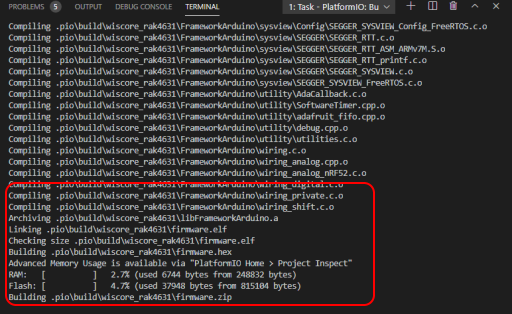 PROBLEMS 5 OUTPUT DEBUG CONSOLE TERMINAL 1: Task - PlatformIO: Bu
Compiling .pio\build\wiscore_rak4631\FrameworkArduino\sysview\Config\SEGGER_SYSVIEW_Config_FreeRTOS.c.o
Compiling .pio\build\wiscore_rak4631\FrameworkArduino\sysview\SEGGER\SEGGER_RTT.c.o
Compiling .pio\build\wiscore_rak4631\FrameworkArduino\sysview\SEGGER\SEGGER_RTT_ASM_ARMv7M.S.o
Compiling .pio\build\wiscore_rak4631\FrameworkArduino\sysview\SEGGER\SEGGER_RTT_printf.c.o
Compiling .pio\build\wiscore_rak4631\FrameworkArduino\sysview\SEGGER\SEGGER_SYSVIEW.c.o
Compiling .pio\build\wiscore_rak4631\FrameworkArduino\sysview\SEGGER_SYSVIEW_FreeRTOS.c.o
Compiling .pio\build\wiscore_rak4631\FrameworkArduino\utility\AdaCallback.c.o
Compiling .pio\build\wiscore_rak4631\FrameworkArduino\utility\SoftwareTimer.cpp.o
Compiling .pio\build\wiscore_rak4631\FrameworkArduino\utility\adafruit_fifo.cpp.o
Compiling .pio\build\wiscore_rak4631\FrameworkArduino\utility\debug.cpp.o
Compiling .pio\build\wiscore_rak4631\FrameworkArduino\utility\utilities.c.o
Compiling .pio\build\wiscore_rak4631\FrameworkArduino\wiring.c.o
Compiling .pio\build\wiscore_rak4631\FrameworkArduino\wiring_analog.cpp.o
Compiling .pio\build\wiscore_rak4631\FrameworkArduino\wiring_analog_nRF52.c.o
Compiling .pio\build\wiscore_rak4631\FrameworkArduino\wiring_digital.c.o
Compiling .pio\build\wiscore_rak4631\FrameworkArduino\wiring_private.c.o
Compiling .pio\build\wiscore_rak4631\FrameworkArduino\wiring_shift.c.o
Archiving .pio\build\wiscore_rak4631\libFrameworkArduino.a
Linking .pio\build\wiscore_rak4631\firmware.elf
Checking size .pio\build\wiscore_rak4631\firmware.elf
Building .pio\build\wiscore_rak4631\firmware.hex
Advanced Memory Usage is available via "PlatformIO Home > Project Inspect"
RAM: [ ] 2.7% (used 6744 bytes from 248832 bytes)
Flash: [ ] 4.7% (used 37948 bytes from 815104 bytes)
Building .pio\build\wiscore_rak4631\firmware.zip